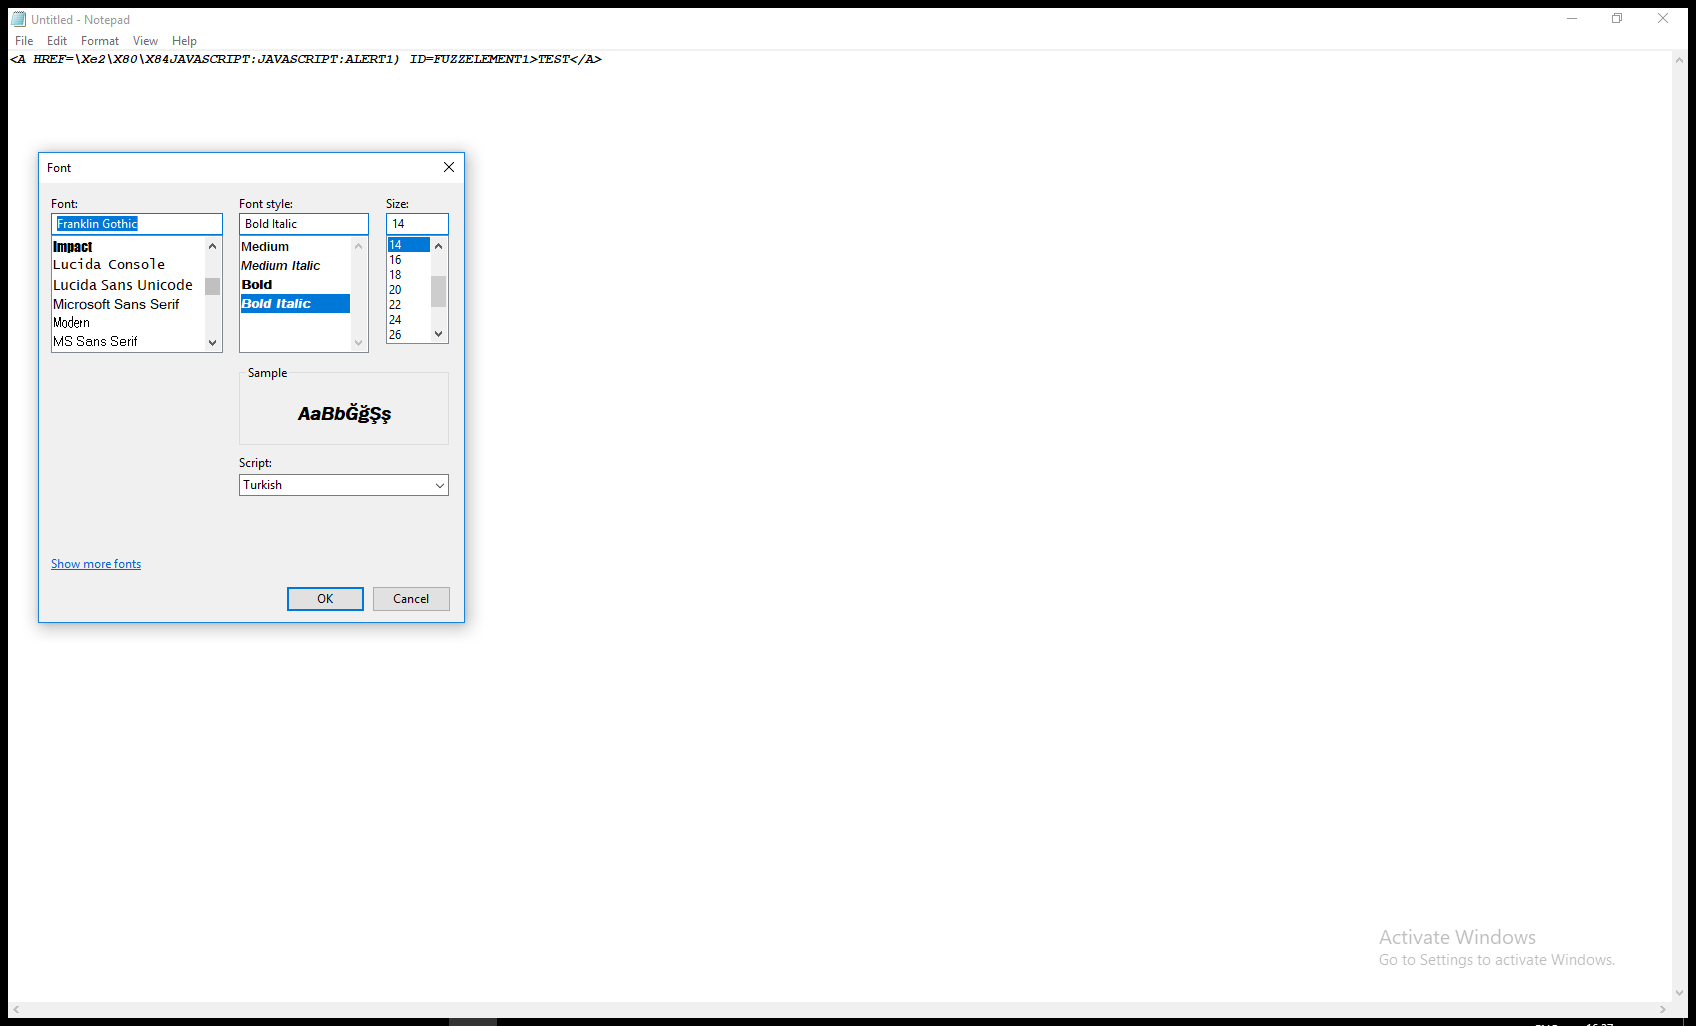 Untitled - Notepad
File Edit Format View Help
<A HREF=\Xe2\X80\X84JAVASCRIPT:JAVASCRIPT:ALERT1) ID=FUZZELEMENT1>TEST</A>
Font
Font: Font style: Size:
Franklin Gothic Bold Italic 14
Impact
Lucida Console
Lucida Sans Unicode
Microsoft Sans Serif
Modern
MS Sans Serif
Medium
Medium Italic
Bold
Bold Italic
14
16
18
20
22
24
26
Sample
AaBbĞğŞş
Script:
Turkish
Show more fonts
OK Cancel
Activate Windows
Go to Settings to activate Windows.